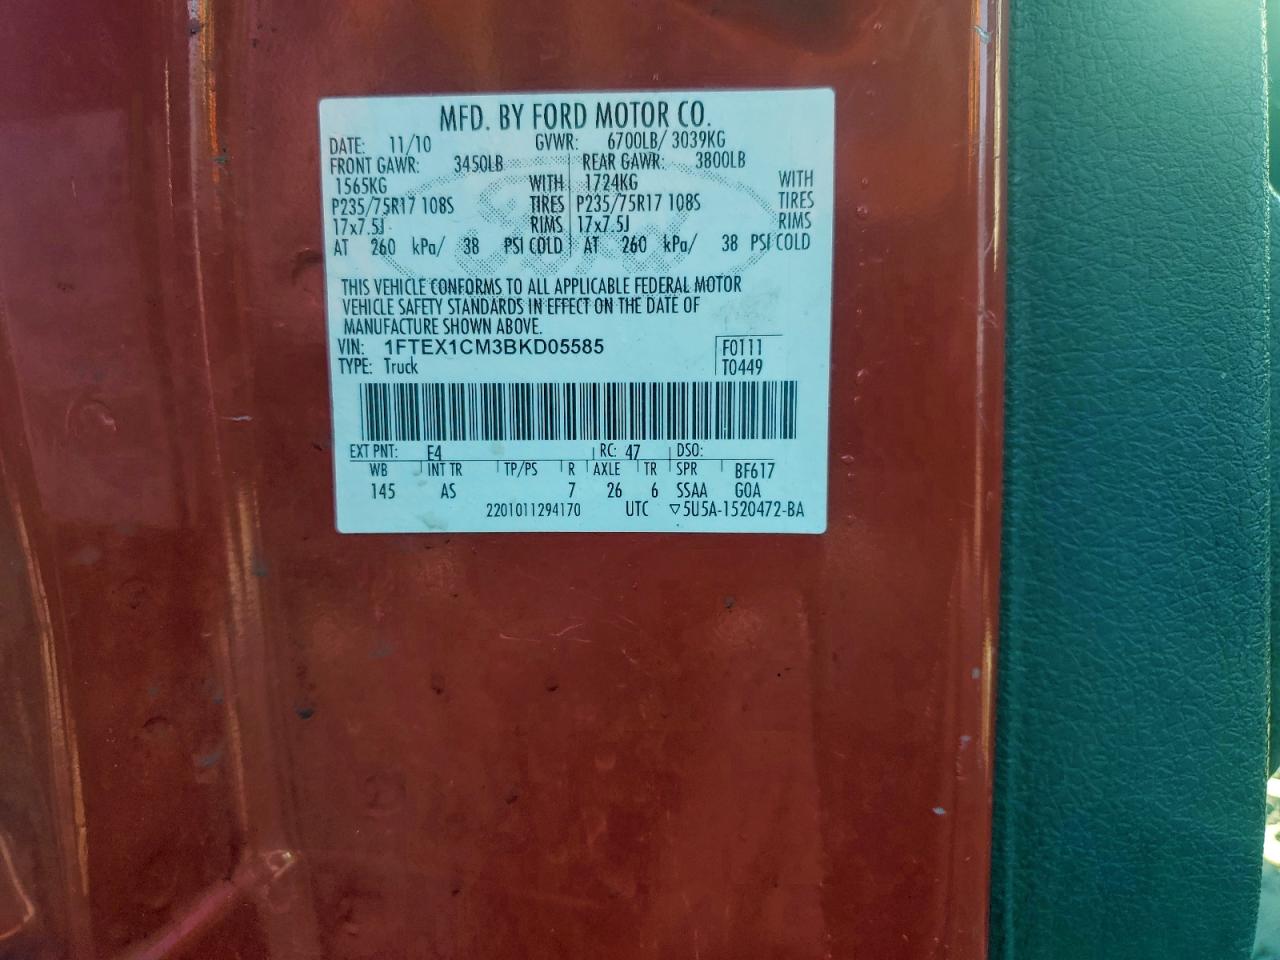 MFD. BY FORD MOTOR CO.
DATE: 11/10 GVWR: 6700LB/ 3039KG
FRONT GAWR: 3450LB REAR GAWR: 3800LB
1565KG WITH 1724KG WITH
P235/75R17 108S TIRES P235/75R17 108S TIRES
17x7.5J RIMS 17x7.5J RIMS
AT 260 kPa/ 38 PSI COLD AT 260 kPa/ 38 PSI COLD
THIS VEHICLE CONFORMS TO ALL APPLICABLE FEDERAL MOTOR
VEHICLE SAFETY STANDARDS IN EFFECT ON THE DATE OF
MANUFACTURE SHOWN ABOVE.
VIN: 1FTEX1CM3BKD05585 F0111
TYPE: Truck T0449
EXT PNT: E4 RC: 47 DSO:
WB INT TR TP/PS R AXLE TR SPR BF617
145 AS 7 26 6 SSAA GOA
2201011294170 UTC ▽5U5A-1520472-BA